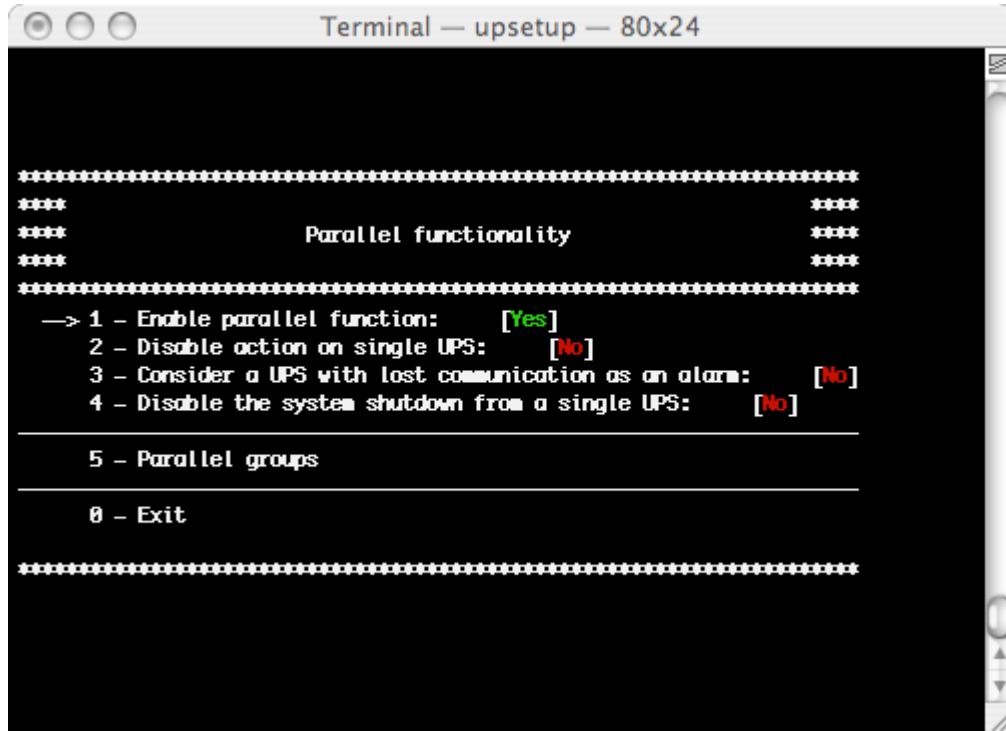 Terminal — upsetup — 80x24
**********************************************************************
**** ****
**** Parallel functionality ****
**** ****
**********************************************************************
—> 1 – Enable parallel function: [Yes]
2 – Disable action on single UPS: [No]
3 – Consider a UPS with lost communication as an alarm: [No]
4 – Disable the system shutdown from a single UPS: [No]
5 – Parallel groups
0 – Exit
**********************************************************************